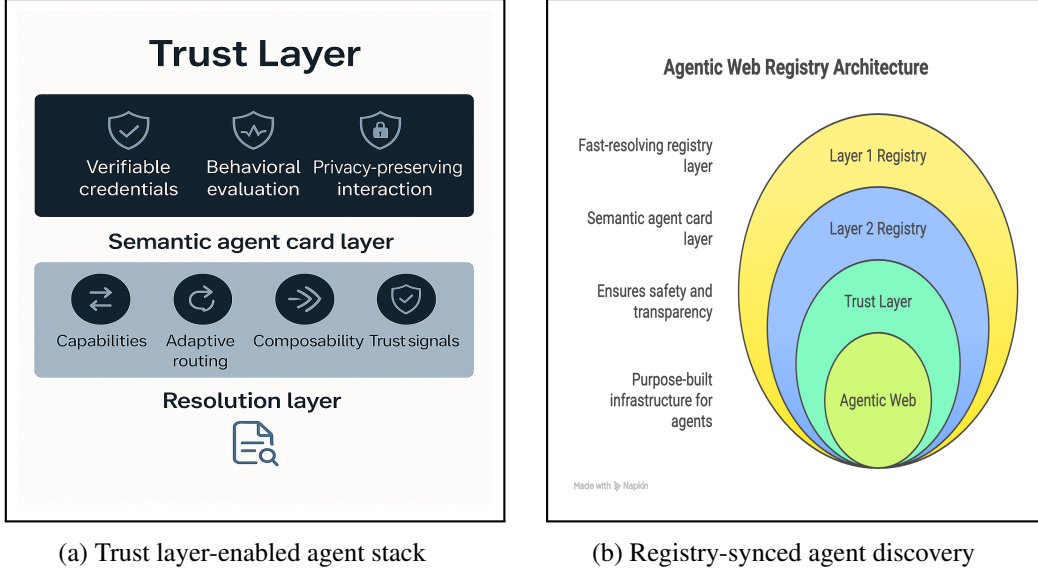 Trust Layer
Verifiable
credentials
Behavioral
evaluation
Privacy-preserving
interaction
Semantic agent card layer
Capabilities
Adaptive
routing
Composability
Trust signals
Resolution layer
(a) Trust layer-enabled agent stack
Agentic Web Registry Architecture
Fast-resolving registry
layer
Layer 1 Registry
Semantic agent card
layer
Layer 2 Registry
Ensures safety and
transparency
Trust Layer
Purpose-built
infrastructure for
agents
Agentic Web
Made with Napkin
(b) Registry-synced agent discovery